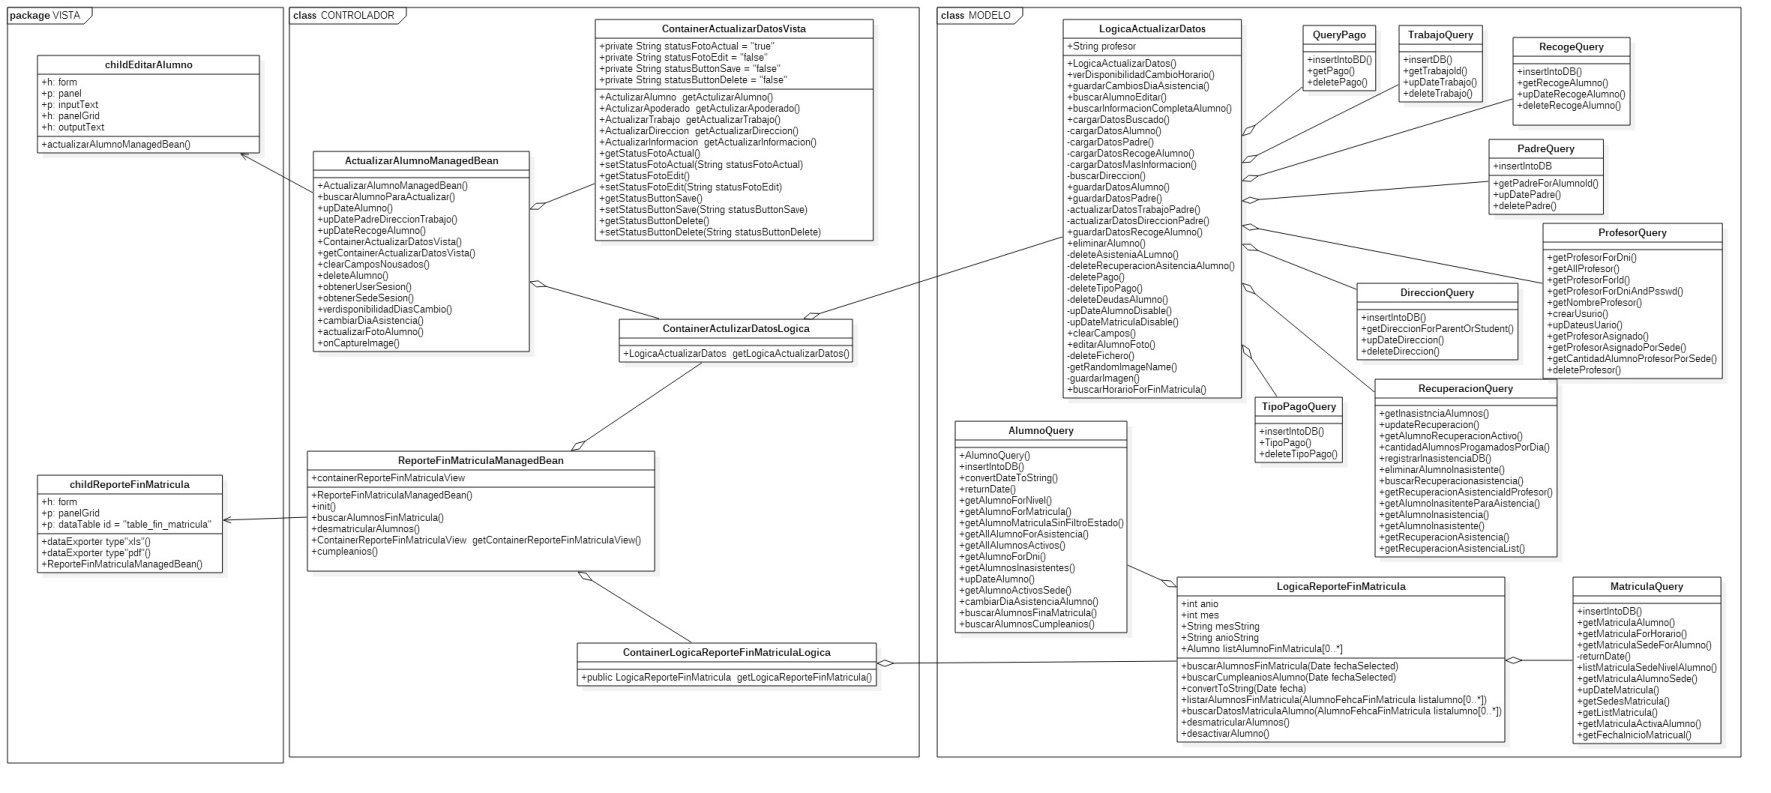 package VISTA
childEditarAlumno
+h: form
+p: panel
+p: inputText
+h: panelGrid
+h: outputText
+actualizarAlumnoManagedBean()
childReporteFinMatricula
+h: form
+p: panelGrid
+p: dataTable id = "table_fin_matricula"
+dataExporter type"xls"()
+dataExporter type"pdf"()
+ReporteFinMatriculaManagedBean()
class CONTROLADOR
ContainerActualizarDatosVista
+private String statusFotoActual = "true"
+private String statusFotoEdit = "false"
+private String statusButtonSave = "false"
+private String statusButtonDelete = "false"
+ActulizarAlumno getActulizarAlumno()
+ActulizarApoderado getActulizarApoderado()
+ActualizarTrabajo getActualizarTrabajo()
+ActualizarDireccion getActualizarDireccion()
+ActualizarInformacion getActualizarInformacion()
+getStatusFotoActual()
+setStatusFotoActual(String statusFotoActual)
+getStatusFotoEdit()
+setStatusFotoEdit(String statusFotoEdit)
+getStatusButtonSave()
+setStatusButtonSave(String statusButtonSave)
+getStatusButtonDelete()
+setStatusButtonDelete(String statusButtonDelete)
ActualizarAlumnoManagedBean
+ActualizarAlumnoManagedBean()
+buscarAlumnoParaActualizar()
+upDateAlumno()
+upDatePadreDireccionTrabajo()
+upDateRecogeAlumno()
+ContainerActualizarDatosVista()
+getContainerActualizarDatosVista()
+clearCamposNousados()
+deleteAlumno()
+obtenerUserSesion()
+obtenerSedeSesion()
+verdisponibilidadDiasCambio()
+cambiarDiaAsistencia()
+actualizarFotoAlumno()
+onCaptureImage()
ContainerActulizarDatosLogica
+LogicaActualizarDatos getLogicaActualizarDatos()
ReporteFinMatriculaManagedBean
+containerReporteFinMatriculaView
+ReporteFinMatriculaManagedBean()
+init()
+buscarAlumnosFinMatricula()
+desmatricularAlumnos()
+ContainerReporteFinMatriculaView getContainerReporteFinMatriculaView()
+cumpleanios()
ContainerLogicaReporteFinMatriculaLogica
+public LogicaReporteFinMatricula getLogicaReporteFinMatricula()
class MODELO
LogicaActualizarDatos
+String profesor
+LogicaActualizarDatos()
+verDisponibilidadCambioHorario()
+guardarCambiosDiaAsistencia()
+buscarAlumnoEditar()
+buscarInformacionCompletaAlumno()
+cargarDatosBuscado()
-cargarDatosAlumno()
-cargarDatosPadre()
-cargarDatosRecogeAlumno()
-cargarDatosMasInformacion()
-buscarDireccion()
+guardarDatosAlumno()
+guardarDatosPadre()
-actualizarDatosTrabajoPadre()
-actualizarDatosDireccionPadre()
+guardarDatosRecogeAlumno()
+eliminarAlumno()
-deleteAsisteniaALumno()
-deleteRecuperacionAsitenciaAlumno()
-deletePago()
-deleteTipoPago()
-deleteDeudasAlumno()
-upDateAlumnoDisable()
-upDateMatriculaDisable()
+clearCampos()
+editarAlumnoFoto()
-deleteFichero()
-getRandomImageName()
-guardarImagen()
+buscarHorarioForFinMatricula()
QueryPago
+insertIntoBD()
+getPago()
+deletePago()
TrabajoQuery
+insertDB()
+getTrabajoId()
+upDateTrabajo()
+deleteTrabajo()
RecogeQuery
+insertIntoDB()
+getRecogeAlumno()
+upDateRecogeAlumno()
+deleteRecogeAlumno()
PadreQuery
+insertIntoDB
+getPadreForAlumnoId()
+upDatePadre()
+deletePadre()
ProfesorQuery
+getProfesorForDni()
+getAllProfesor()
+getProfesorForId()
+getProfesorForDniAndPsswd()
+getNombreProfesor()
+crearUsurio()
+upDateusUario()
+getProfesorAsignado()
+getProfesorAsignadoPorSede()
+getCantidadAlumnoProfesorPorSede()
+deleteProfesor()
DireccionQuery
+insertIntoDB()
+getDireccionForParentOrStudent()
+upDateDireccion()
+deleteDireccion()
RecuperacionQuery
+getInasistnciaAlumnos()
+updateRecuperacion()
+getAlumnoRecuperacionActivo()
+cantidadAlumnosProgamadosPorDia()
+registrarInasistenciaDB()
+eliminarAlumnoInasistente()
+buscarRecuperacionasistencia()
+getRecuperacionAsistenciaIdProfesor()
+getAlumnoInasitenteParaAistencia()
+getAlumnoInasistencia()
+getAlumnoInasistente()
+getRecuperacionAsistencia()
+getRecuperacionAsistenciaList()
TipoPagoQuery
+insertIntoDB()
+TipoPago()
+deleteTipoPago()
AlumnoQuery
+AlumnoQuery()
+insertIntoDB()
+convertDateToString()
+returnDate()
+getAlumnoForNivel()
+getAlumnoForMatricula()
+getAlumnoMatriculaSinFiltroEstado()
+getAllAlumnoForAsistencia()
+getAllAlumnosActivos()
+getAlumnoForDni()
+getAlumnosInasistentes()
+upDateAlumno()
+getAlumnoActivosSede()
+cambiarDiaAsistenciaAlumno()
+buscarAlumnosFinaMatricula()
+buscarAlumnosCumpleanios()
LogicaReporteFinMatricula
+int anio
+int mes
+String mesString
+String anioString
+Alumno listAlumnoFinMatricula[0..*]
+buscarAlumnosFinMatricula(Date fechaSelected)
+buscarCumpleaniosAlumno(Date fechaSelected)
+convertToString(Date fecha)
+listarAlumnosFinMatricula(AlumnoFehcaFinMatricula listalumno[0..*])
+buscarDatosMatriculaAlumno(AlumnoFehcaFinMatricula listalumno[0..*])
+desmatricularAlumnos()
+desactivarAlumno()
MatriculaQuery
+insertIntoDB()
+getMatriculaAlumno()
+getMatriculaForHorario()
+getMatriculaSedeForAlumno()
-returnDate()
+listMatriculaSedeNivelAlumno()
+getMatriculaAlumnoSede()
+upDateMatricula()
+getSedesMatricula()
+getListMatricula()
+getMatriculaActivaAlumno()
+getFechaInicioMatricual()